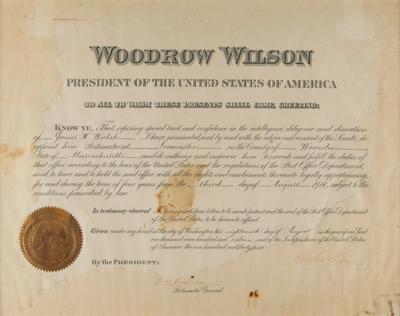 WOODROW WILSON
PRESIDENT OF THE UNITED STATES OF AMERICA
TO ALL TO WHOM THESE PRESENTS SHALL COME, GREETING:
KNOW YE, That, reposing special trust and confidence in the intelligence, diligence and discretion
of James H. Walsh I have nominated, and, by and with the advice and consent of the Senate, do
appoint him Postmaster at Leominster in the County of Worcester
State of Massachusetts and do authorize and empower him to execute and fulfill the duties of
that office according to the laws of the United States and the regulations of the Post Office Department,
and to have and to hold the said office with all the rights and emoluments thereunto legally appertaining,
for and during the term of four years from the Third day of August 1916, subject to the
conditions prescribed by law
In testimony whereof I have caused these letters to be made patent and the seal of the Post Office Department
of the United States to be hereunto affixed
Given under my hand at the city of Washington this eighteenth day of August in the year of our Lord
one thousand nine hundred and sixteen and of the Independence of the United States
of America the one hundred and forty-first
By the PRESIDENT:
Postmaster General